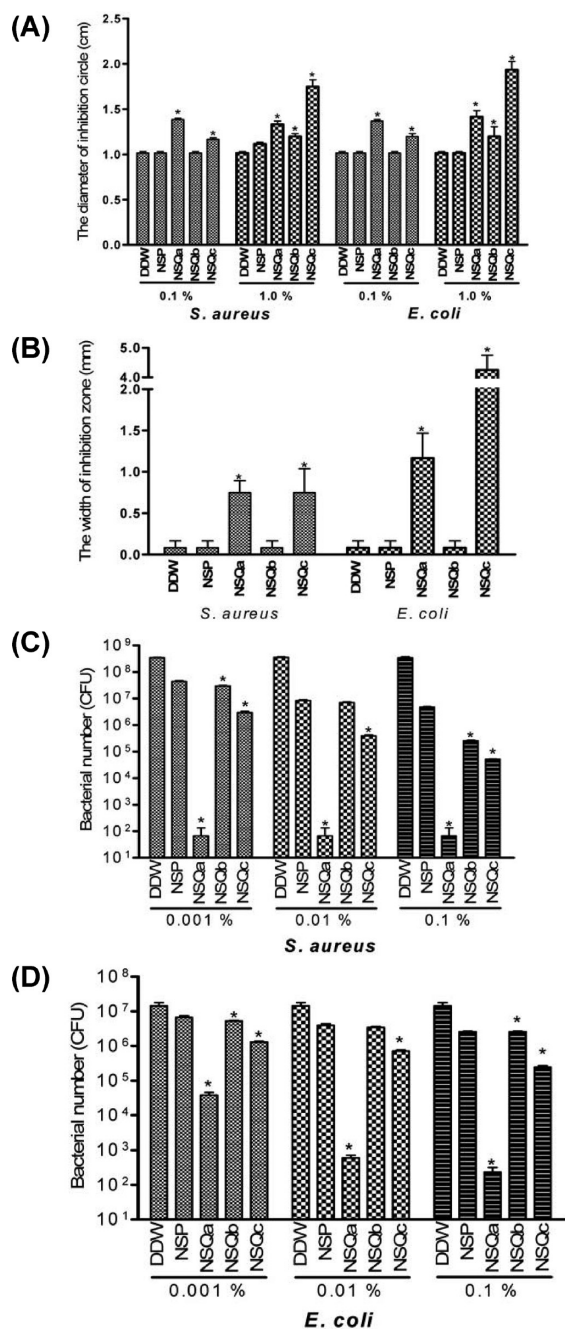 (A)
The diameter of inhibition circle (cm)
2.5
2.0
1.5
1.0
0.5
0.0
* * * * * * * * * *
DDW NSP NSQa NSQb NSQc DDW NSP NSQa NSQb NSQc DDW NSP NSQa NSQb NSQc DDW NSP NSQa NSQb NSQc
0.1 % 1.0 % 0.1 % 1.0 %
S. aureus E. coli
(B)
The width of inhibition zone (mm)
5.0
4.0
2.0
1.5
1.0
0.5
0.0
* * * *
DDW NSP NSQa NSQb NSQc DDW NSP NSQa NSQb NSQc
S. aureus E. coli
(C)
Bacterial number (CFU)
10⁹
10⁸
10⁷
10⁶
10⁵
10⁴
10³
10²
10¹
* * * * * * * *
DDW NSP NSQa NSQb NSQc DDW NSP NSQa NSQb NSQc DDW NSP NSQa NSQb NSQc
0.001 % 0.01 % 0.1 %
S. aureus
(D)
Bacterial number (CFU)
10⁸
10⁷
10⁶
10⁵
10⁴
10³
10²
10¹
* * * * * * * *
DDW NSP NSQa NSQb NSQc DDW NSP NSQa NSQb NSQc DDW NSP NSQa NSQb NSQc
0.001 % 0.01 % 0.1 %
E. coli